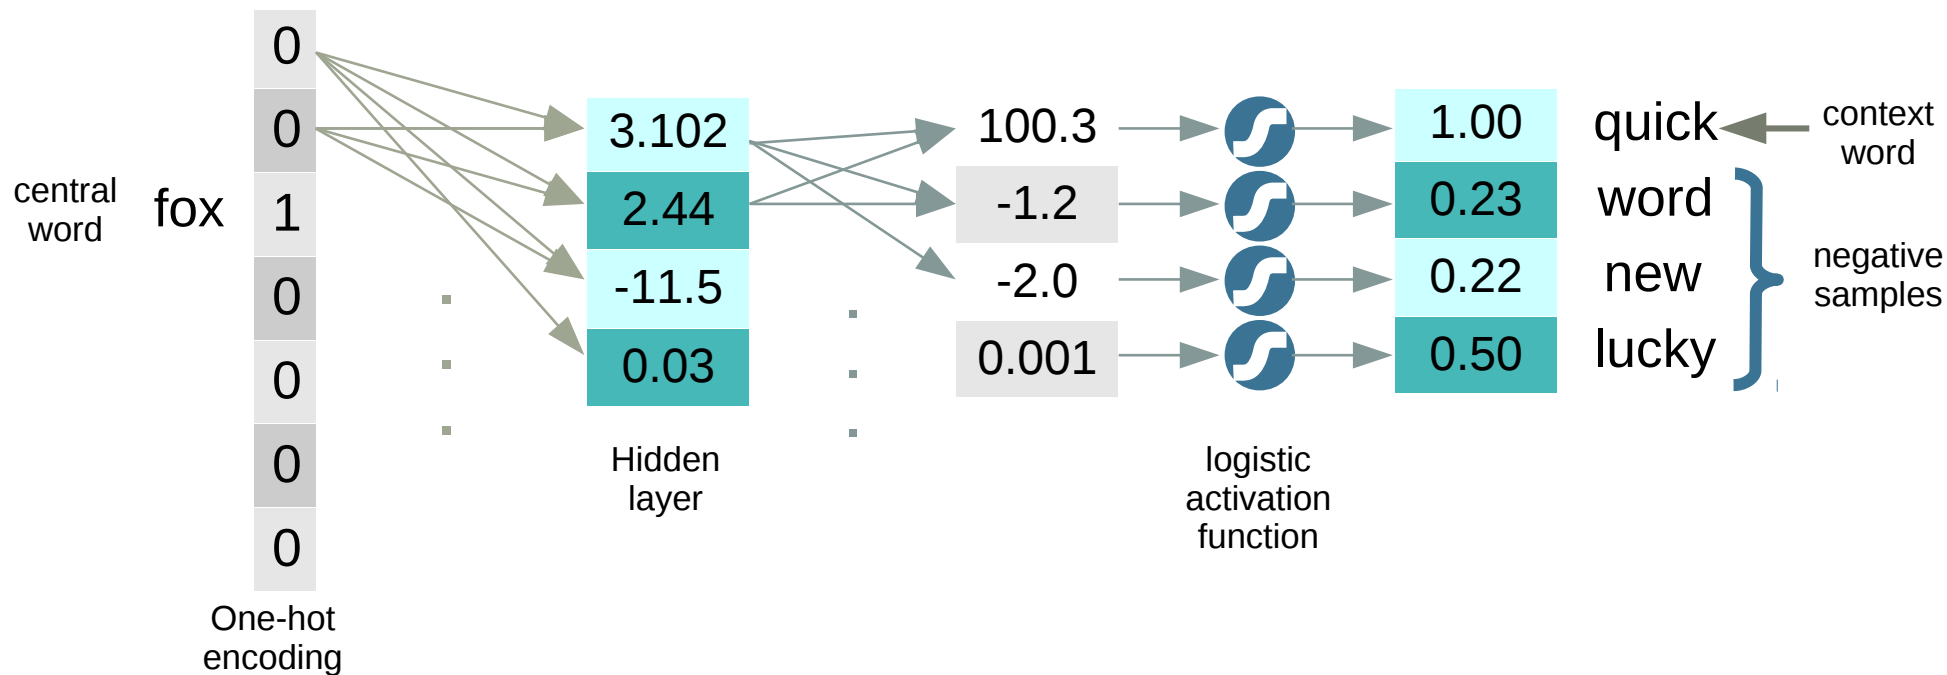 central
word
fox
0
0
1
0
0
0
0
One-hot
encoding
3.102
2.44
-11.5
0.03
Hidden
layer
100.3
-1.2
-2.0
0.001
logistic
activation
function
1.00
0.23
0.22
0.50
quick
word
new
lucky
context
word
negative
samples